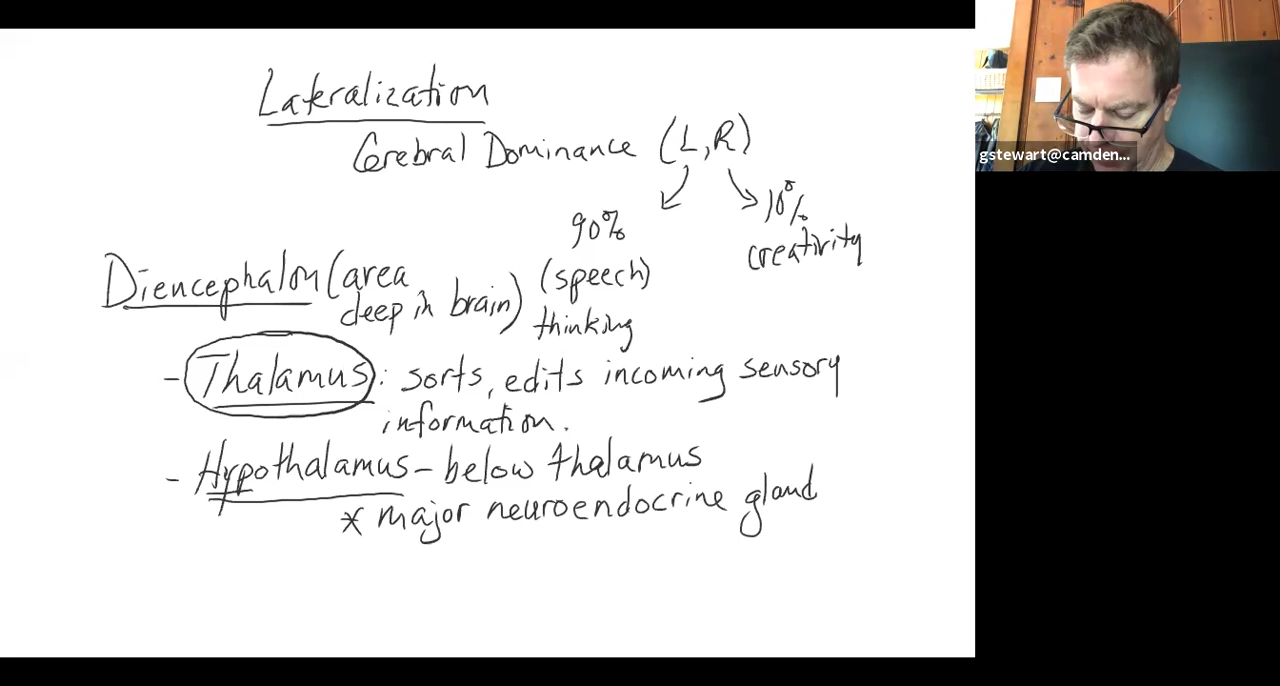 Lateralization
Cerebral Dominance (L,R)
90%
10%
creativity
(speech)
thinking
Diencephalon (area
deep in brain)
- Thalamus: sorts, edits incoming sensory
information.
- Hypothalamus - below thalamus
* major neuroendocrine gland
gstewart@camden...